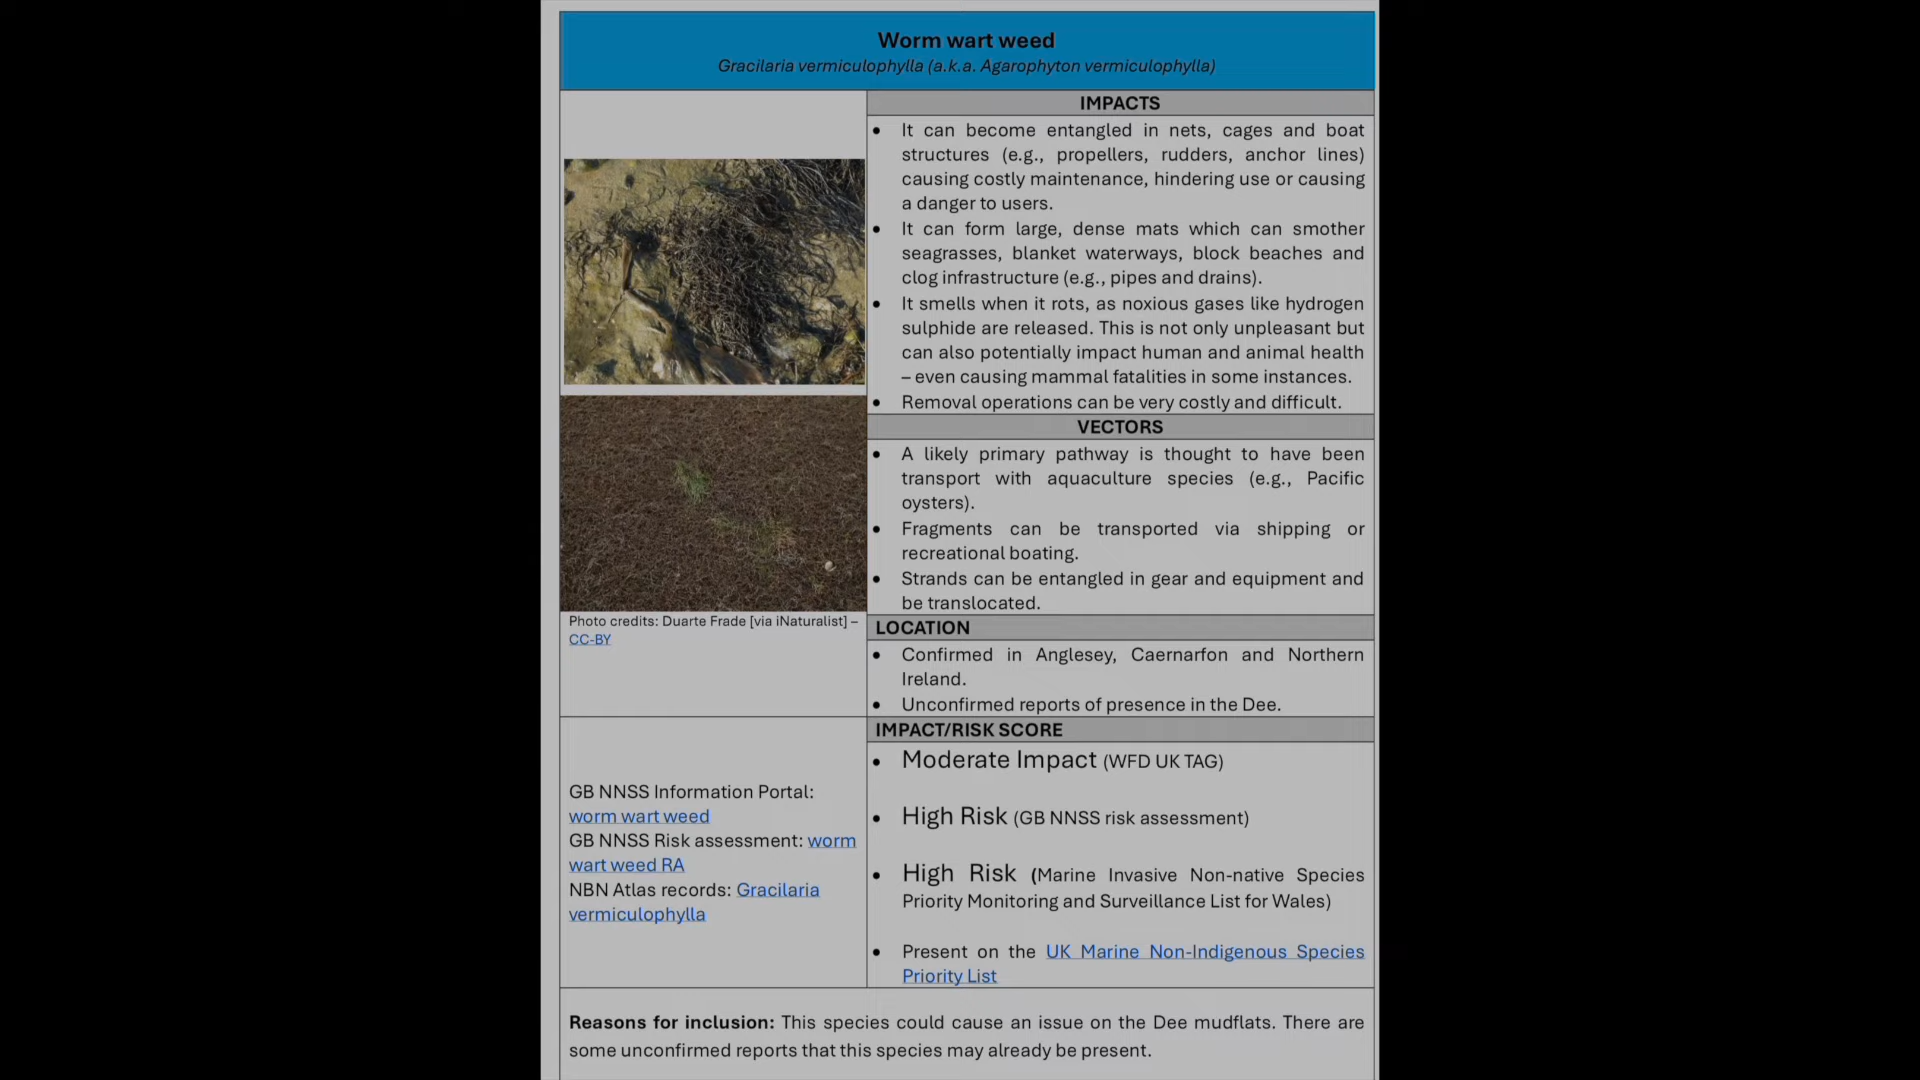 Worm wart weed
Gracilaria vermiculophylla (a.k.a. Agarophyton vermiculophylla)
IMPACTS
• It can become entangled in nets, cages and boat
structures (e.g., propellers, rudders, anchor lines)
causing costly maintenance, hindering use or causing
a danger to users.
• It can form large, dense mats which can smother
seagrasses, blanket waterways, block beaches and
clog infrastructure (e.g., pipes and drains).
• It smells when it rots, as noxious gases like hydrogen
sulphide are released. This is not only unpleasant but
can also potentially impact human and animal health
– even causing mammal fatalities in some instances.
• Removal operations can be very costly and difficult.
VECTORS
• A likely primary pathway is thought to have been
transport with aquaculture species (e.g., Pacific
oysters).
• Fragments can be transported via shipping or
recreational boating.
• Strands can be entangled in gear and equipment and
be translocated.
Photo credits: Duarte Frade [via iNaturalist] –
CC-BY
LOCATION
• Confirmed in Anglesey, Caernarfon and Northern
Ireland.
• Unconfirmed reports of presence in the Dee.
GB NNSS Information Portal:
worm wart weed
GB NNSS Risk assessment: worm
wart weed RA
NBN Atlas records: Gracilaria
vermiculophylla
IMPACT/RISK SCORE
• Moderate Impact (WFD UK TAG)
• High Risk (GB NNSS risk assessment)
• High Risk (Marine Invasive Non-native Species
Priority Monitoring and Surveillance List for Wales)
• Present on the UK Marine Non-Indigenous Species
Priority List
Reasons for inclusion: This species could cause an issue on the Dee mudflats. There are
some unconfirmed reports that this species may already be present.